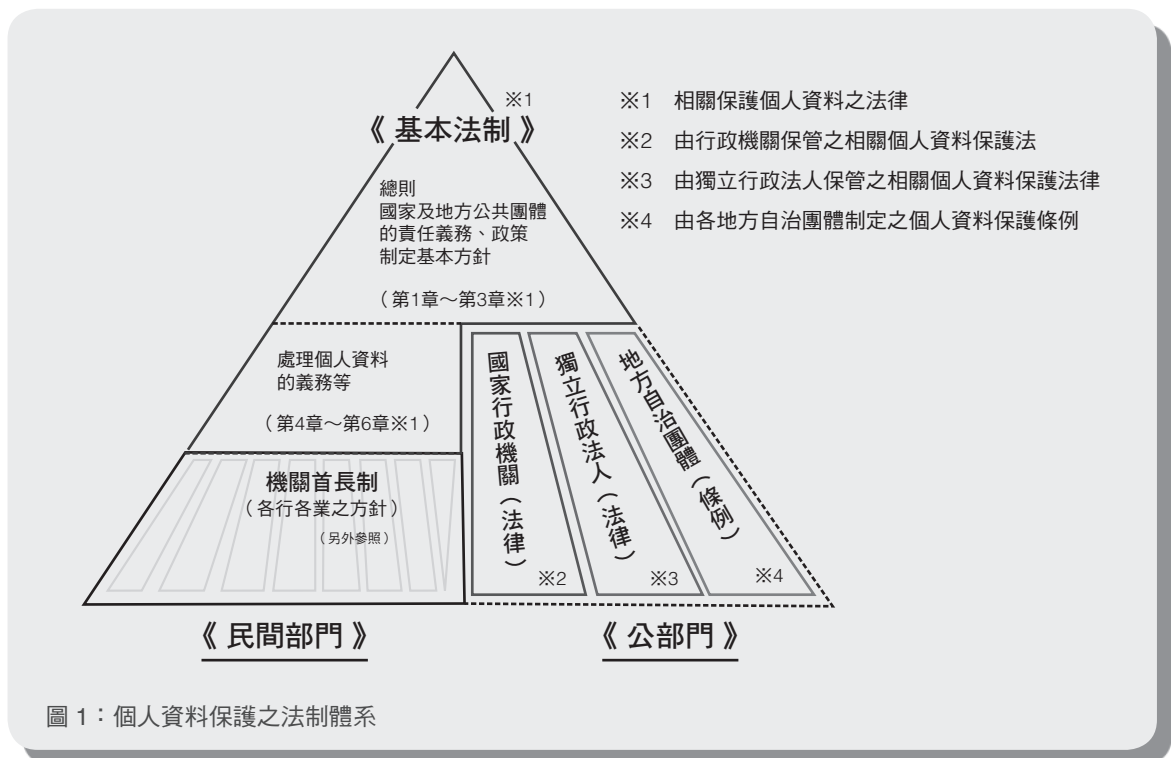 ※1
《 基本法制 》
總則
國家及地方公共團體
的責任義務、政策
制定基本方針
（第1章～第3章※1）
※1 相關保護個人資料之法律
※2 由行政機關保管之相關個人資料保護法
※3 由獨立行政法人保管之相關個人資料保護法律
※4 由各地方自治團體制定之個人資料保護條例
處理個人資料
的義務等
（第4章～第6章※1）
機關首長制
（各行各業之方針）
（另外參照）
國家行政機關（法律）
※2
獨立行政法人（法律）
※3
地方自治團體（條例）
※4
《 民間部門 》
《 公部門 》
圖 1：個人資料保護之法制體系